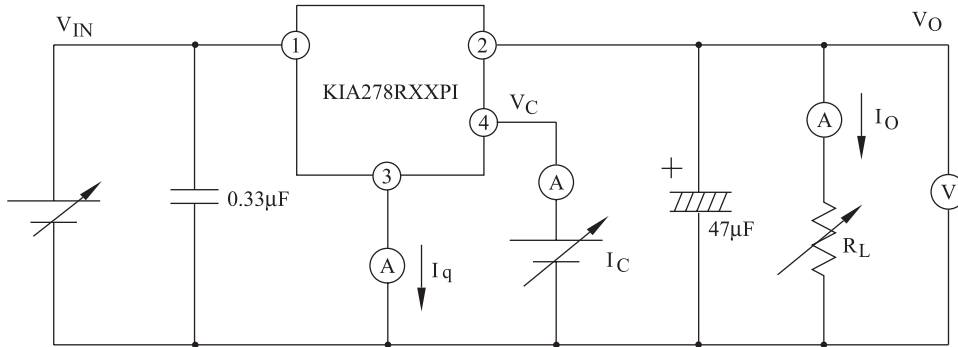 V_IN
V_O
1
2
KIA278RXXPI
V_C
4
A
I_O
3
A
+
0.33μF
V
47μF
R_L
A
I_q
I_C